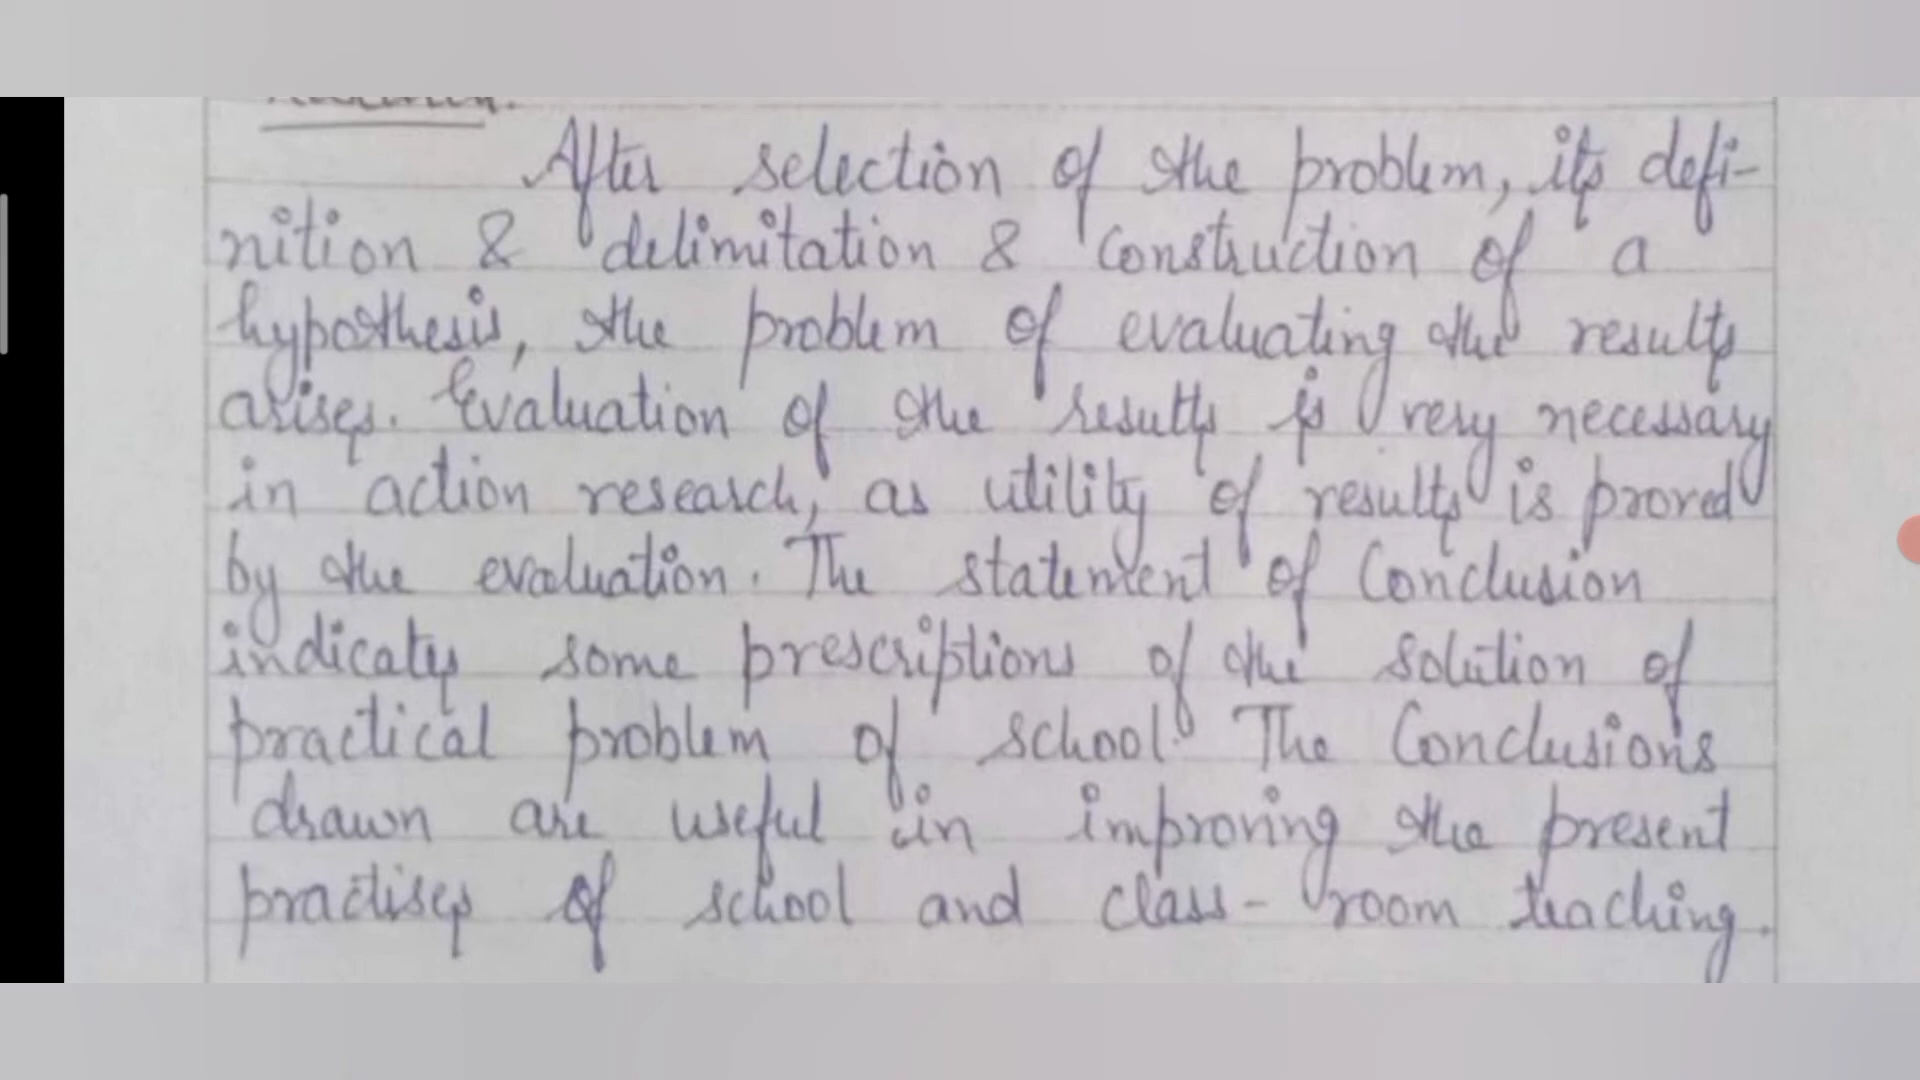 After selection of the problem, its defi-
nition & delimitation & construction of a
hypothesis, the problem of evaluating the results
arises. Evaluation of the results is very necessary
in action research, as utility of results is proved
by the evaluation. The statement of Conclusion
indicates some prescriptions of the solution of
practical problem of school. The Conclusions
drawn are useful in improving the present
practises of school and class-room teaching.